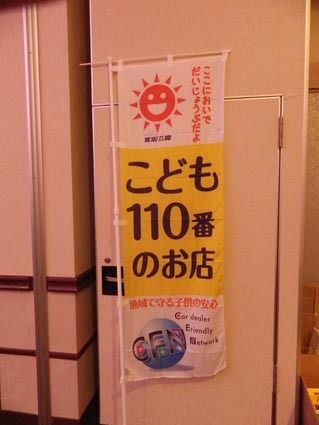 ここにおいで
だいじょうぶだよ
こども
110番
のお店
地域で守る子供の安心
Car dealer
Friendly
Network
CFN